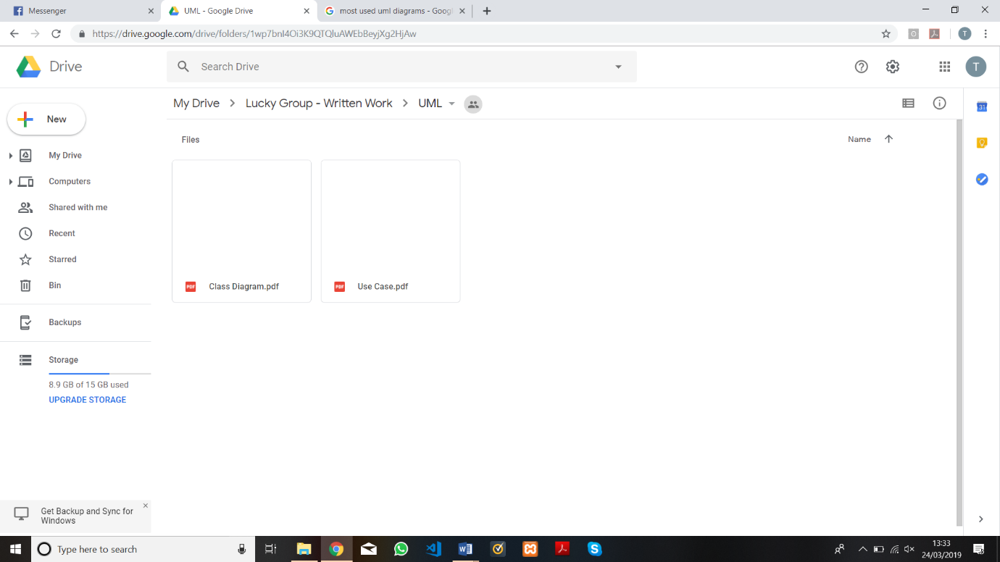 Messenger
UML - Google Drive
most used uml diagrams - Googl
https://drive.google.com/drive/folders/1wp7bnI4Oi3K9QTQluAWEbBeyjXg2HjAw
T
Drive
Search Drive
T
My Drive
Lucky Group - Written Work
UML
New
Files
Name
31
My Drive
Computers
Shared with me
Recent
Starred
Bin
PDF
Class Diagram.pdf
PDF
Use Case.pdf
Backups
Storage
8.9 GB of 15 GB used
UPGRADE STORAGE
Get Backup and Sync for
Windows
Type here to search
13:33
24/03/2019